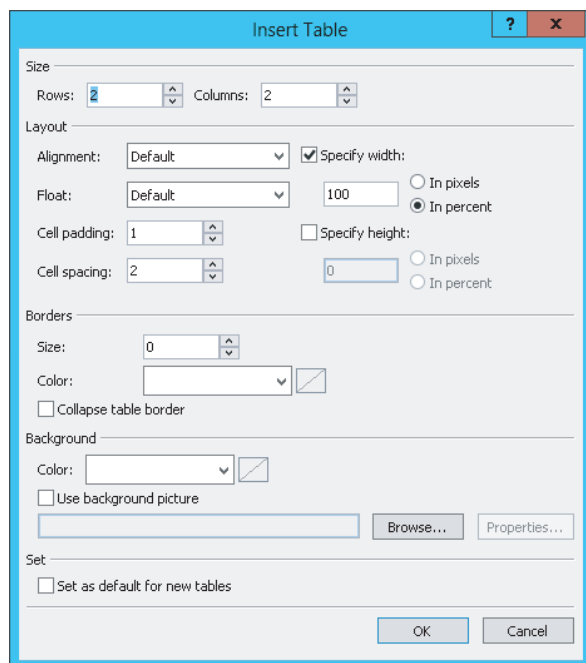 Insert Table
?
x
Size
Rows: 2 Columns: 2
Layout
Alignment: Default Specify width:
Float: Default 100 In pixels
In percent
Cell padding: 1 Specify height:
Cell spacing: 2 0 In pixels
In percent
Borders
Size: 0
Color:
Collapse table border
Background
Color:
Use background picture
Browse... Properties...
Set
Set as default for new tables
OK Cancel